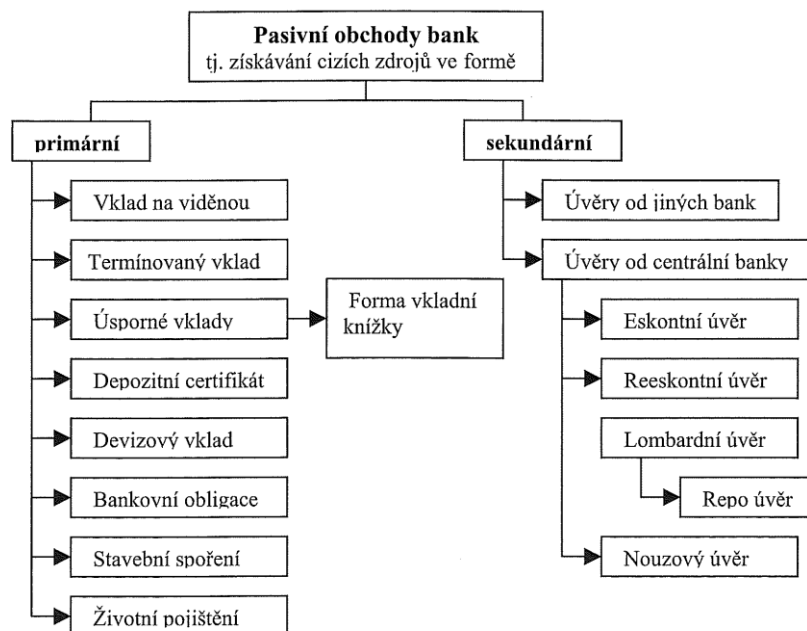 Pasivní obchody bank
tj. získávání cizích zdrojů ve formě
primární
sekundární
Vklad na viděnou
Termínovaný vklad
Úsporné vklady
Forma vkladní
knížky
Depozitní certifikát
Devizový vklad
Bankovní obligace
Stavební spoření
Životní pojištění
Úvěry od jiných bank
Úvěry od centrální banky
Eskontní úvěr
Reeskontní úvěr
Lombardní úvěr
Repo úvěr
Nouzový úvěr